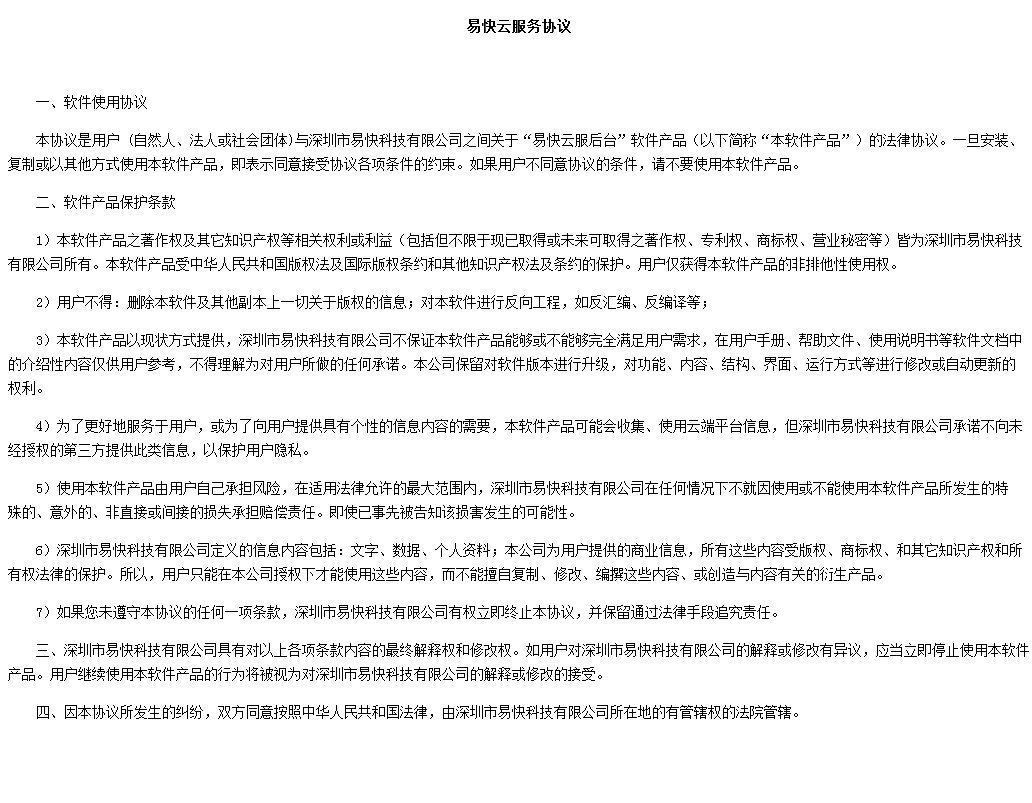 易快云服务协议
一、软件使用协议
本协议是用户 (自然人、法人或社会团体)与深圳市易快科技有限公司之间关于“易快云服后台”软件产品（以下简称“本软件产品”）的法律协议。一旦安装、
复制或以其他方式使用本软件产品，即表示同意接受协议各项条件的约束。如果用户不同意协议的条件，请不要使用本软件产品。
二、软件产品保护条款
1）本软件产品之著作权及其它知识产权等相关权利或利益（包括但不限于现已取得或未来可取得之著作权、专利权、商标权、营业秘密等）皆为深圳市易快科技
有限公司所有。本软件产品受中华人民共和国版权法及国际版权条约和其他知识产权法及条约的保护。用户仅获得本软件产品的非排他性使用权。
2）用户不得：删除本软件及其他副本上一切关于版权的信息；对本软件进行反向工程，如反汇编、反编译等；
3）本软件产品以现状方式提供，深圳市易快科技有限公司不保证本软件产品能够或不能够完全满足用户需求，在用户手册、帮助文件、使用说明书等软件文档中
的介绍性内容仅供用户参考，不得理解为对用户所做的任何承诺。本公司保留对软件版本进行升级，对功能、内容、结构、界面、运行方式等进行修改或自动更新的
权利。
4）为了更好地服务于用户，或为了向用户提供具有个性的信息内容的需要，本软件产品可能会收集、使用云端平台信息，但深圳市易快科技有限公司承诺不向未
经授权的第三方提供此类信息，以保护用户隐私。
5）使用本软件产品由用户自己承担风险，在适用法律允许的最大范围内，深圳市易快科技有限公司在任何情况下不就因使用或不能使用本软件产品所发生的特
殊的、意外的、非直接或间接的损失承担赔偿责任。即使已事先被告知该损害发生的可能性。
6）深圳市易快科技有限公司定义的信息内容包括：文字、数据、个人资料；本公司为用户提供的商业信息，所有这些内容受版权、商标权、和其它知识产权和所
有权法律的保护。所以，用户只能在本公司授权下才能使用这些内容，而不能擅自复制、修改、编撰这些内容、或创造与内容有关的衍生产品。
7）如果您未遵守本协议的任何一项条款，深圳市易快科技有限公司有权立即终止本协议，并保留通过法律手段追究责任。
三、深圳市易快科技有限公司具有对以上各项条款内容的最终解释权和修改权。如用户对深圳市易快科技有限公司的解释或修改有异议，应当立即停止使用本软件
产品。用户继续使用本软件产品的行为将被视为对深圳市易快科技有限公司的解释或修改的接受。
四、因本协议所发生的纠纷，双方同意按照中华人民共和国法律，由深圳市易快科技有限公司所在地的有管辖权的法院管辖。